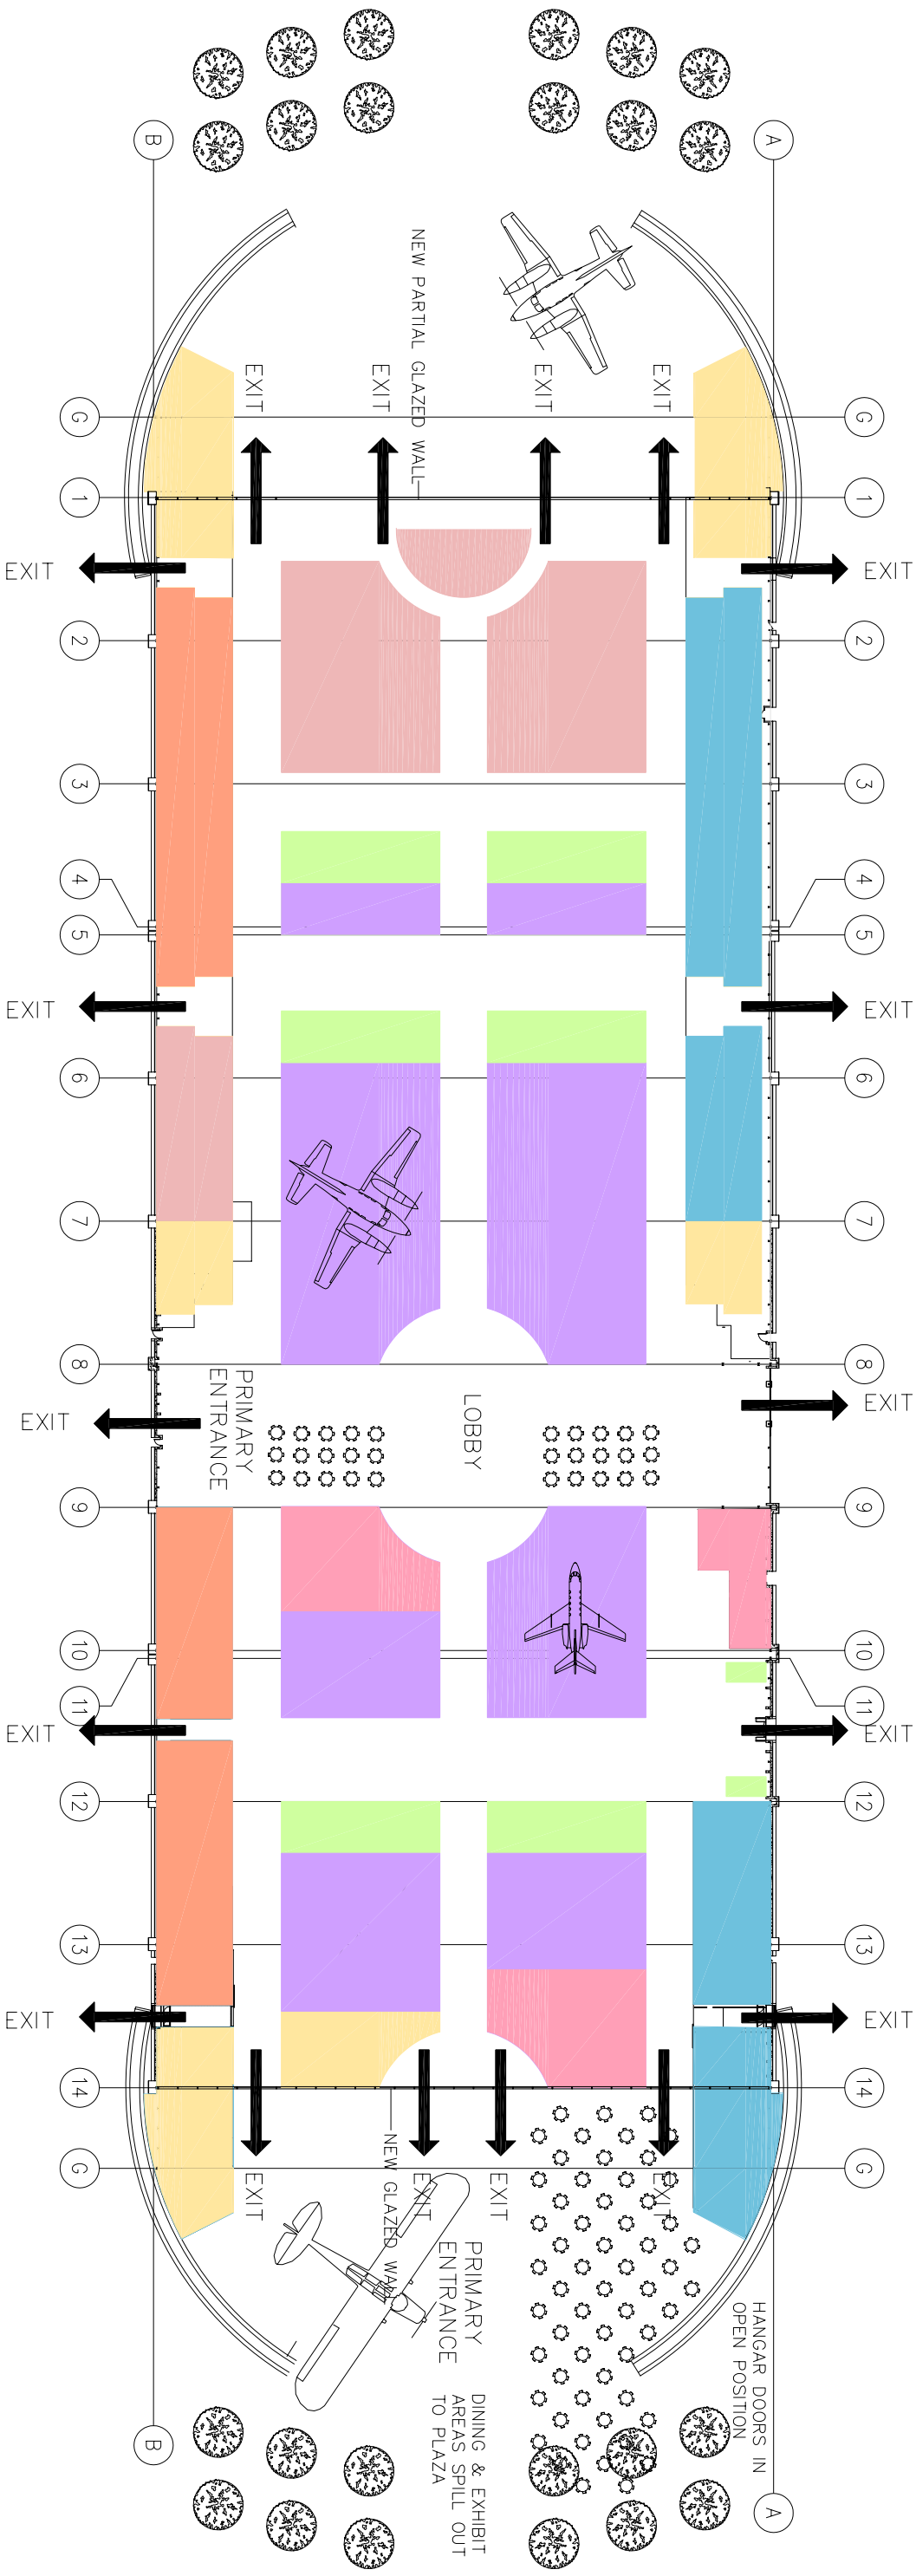 B
A
NEW PARTIAL GLAZED WALL
EXIT
EXIT
EXIT
EXIT
G
G
1
1
EXIT
EXIT
2
2
3
3
4
4
5
5
EXIT
EXIT
6
6
7
7
8
8
PRIMARY
ENTRANCE
LOBBY
EXIT
EXIT
9
9
10
10
11
11
EXIT
EXIT
12
12
13
13
EXIT
EXIT
14
14
G
G
EXIT
EXIT
EXIT
EXIT
NEW GLAZED WALL
PRIMARY
ENTRANCE
HANGAR DOORS IN
OPEN POSITION
DINING & EXHIBIT
AREAS SPILL OUT
TO PLAZA
B
A